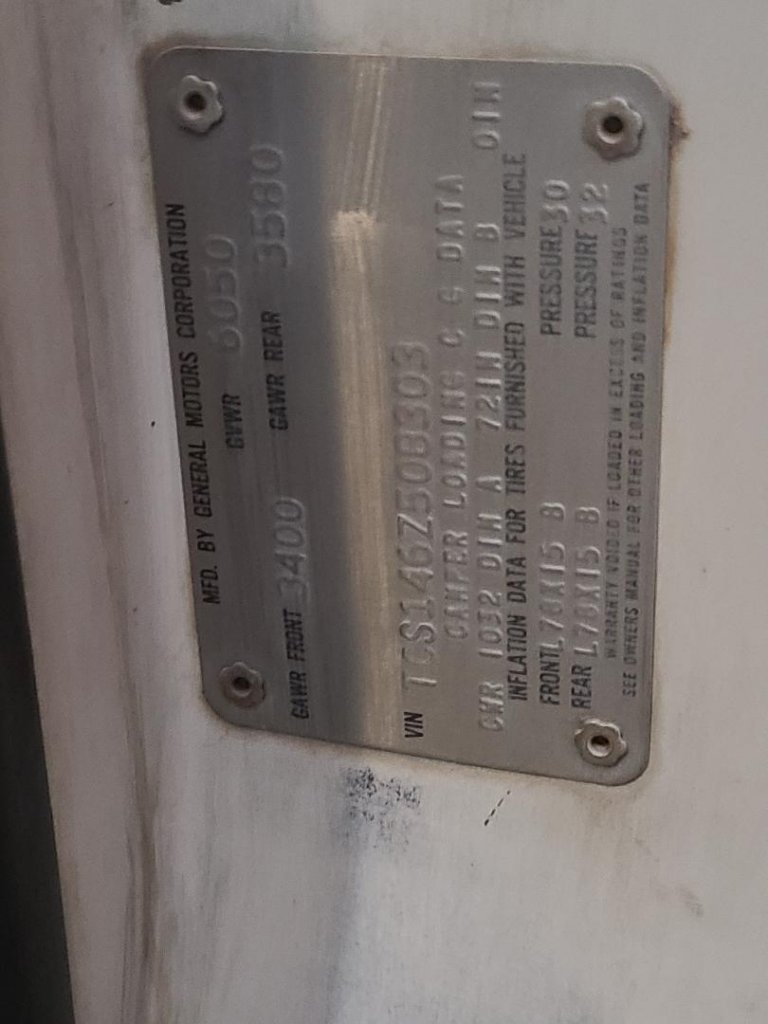 MFD. BY GENERAL MOTORS CORPORATION
GVWR 6050
GAWR FRONT 3400 GAWR REAR 3580
VIN TCS146Z508303
CAMPER LOADING C G DATA
CWR 1032 DIM A 72IN DIM B 0IN
INFLATION DATA FOR TIRES FURNISHED WITH VEHICLE
FRONT L78X15 B PRESSURE 30
REAR L78X15 B PRESSURE 32
WARRANTY VOIDED IF LOADED IN EXCESS OF RATINGS
SEE OWNERS MANUAL FOR OTHER LOADING AND INFLATION DATA